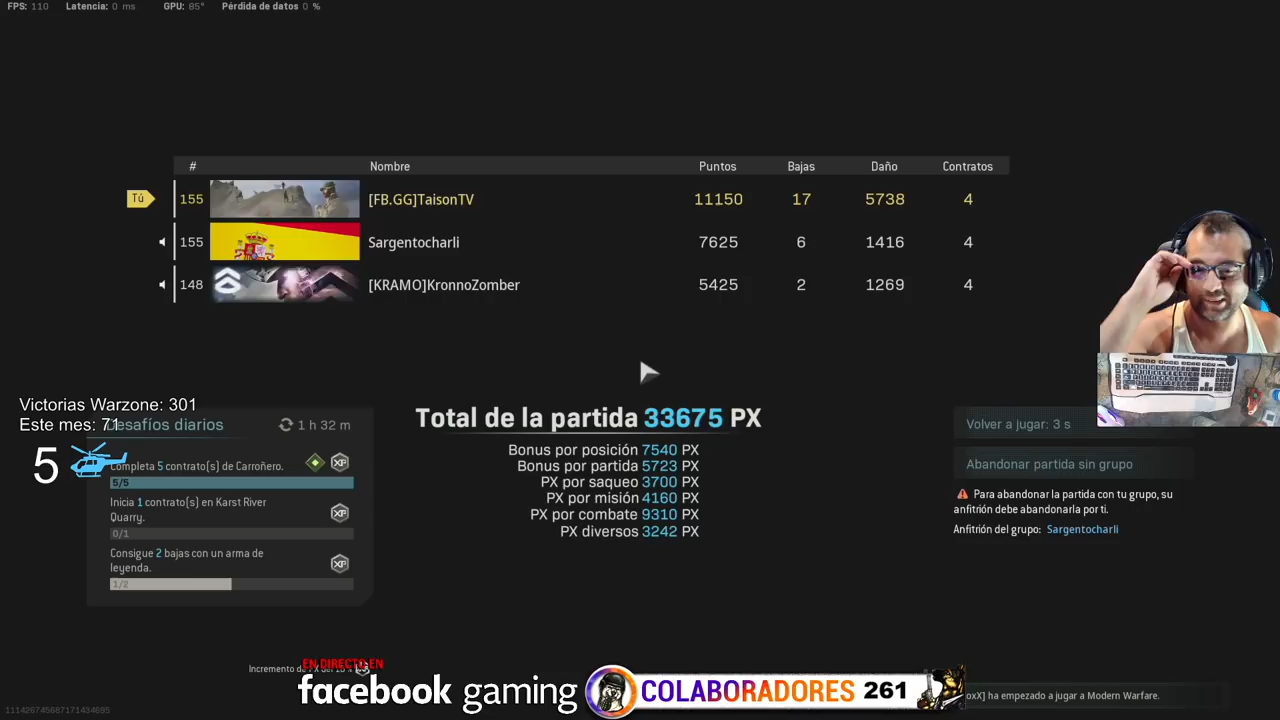 FPS: 110 Latencia: 0 ms GPU: 85° Pérdida de datos 0 %
# Nombre Puntos Bajas Daño Contratos
Tú 155 [FB.GG]TaisonTV 11150 17 5738 4
155 Sargentocharli 7625 6 1416 4
148 [KRAMO]KronnoZomber 5425 2 1269 4
Victorias Warzone: 301
Este mes: 71
5
Desafíos diarios 1 h 32 m
Completa 5 contrato(s) de Carroñero.
XP
5/5
Inicia 1 contrato(s) en Karst River
Quarry.
XP
0/1
Consigue 2 bajas con un arma de
leyenda.
XP
1/2
Total de la partida 33675 PX
Bonus por posición 7540 PX
Bonus por partida 5723 PX
PX por saqueo 3700 PX
PX por misión 4160 PX
PX por combate 9310 PX
PX diversos 3242 PX
Volver a jugar: 3 s
Abandonar partida sin grupo
Para abandonar la partida con tu grupo, su
anfitrión debe abandonarla por ti.
Anfitrión del grupo: Sargentocharli
Incremento de
EN DIRECTO EN
facebook gaming
COLABORADORES 261
oxX] ha empezado a jugar a Modern Warfare.